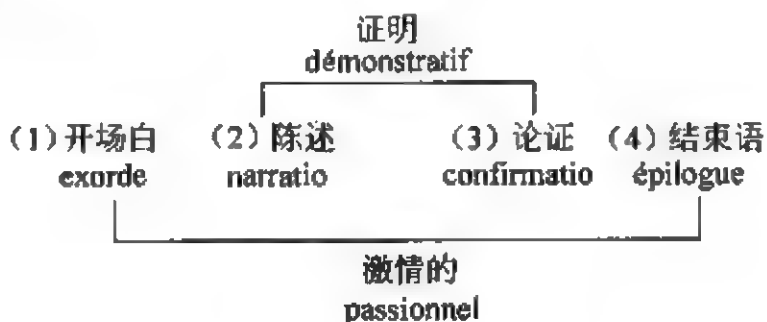 证明
démonstratif
（1）开场白 （2）陈述 （3）论证 （4）结束语
exorde narratio confirmatio épilogue
激情的
passionnel